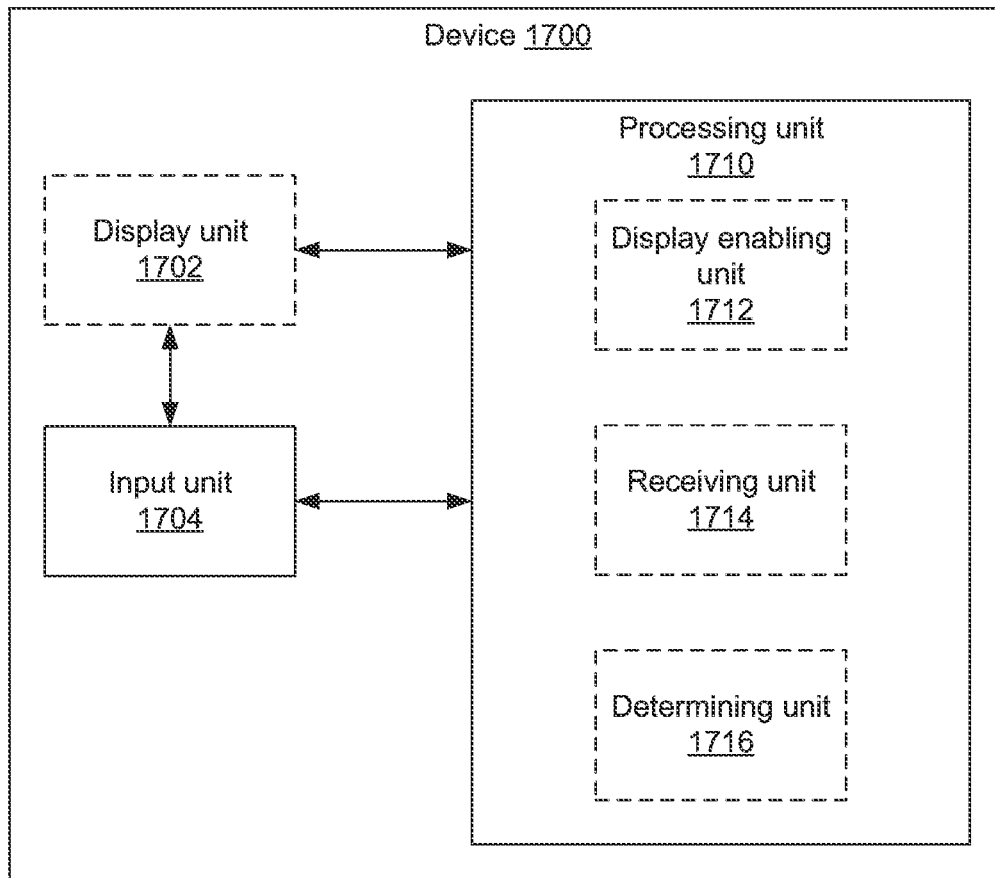 Device 1700
Processing unit
1710
Display unit
1702
Display enabling
unit
1712
Input unit
1704
Receiving unit
1714
Determining unit
1716